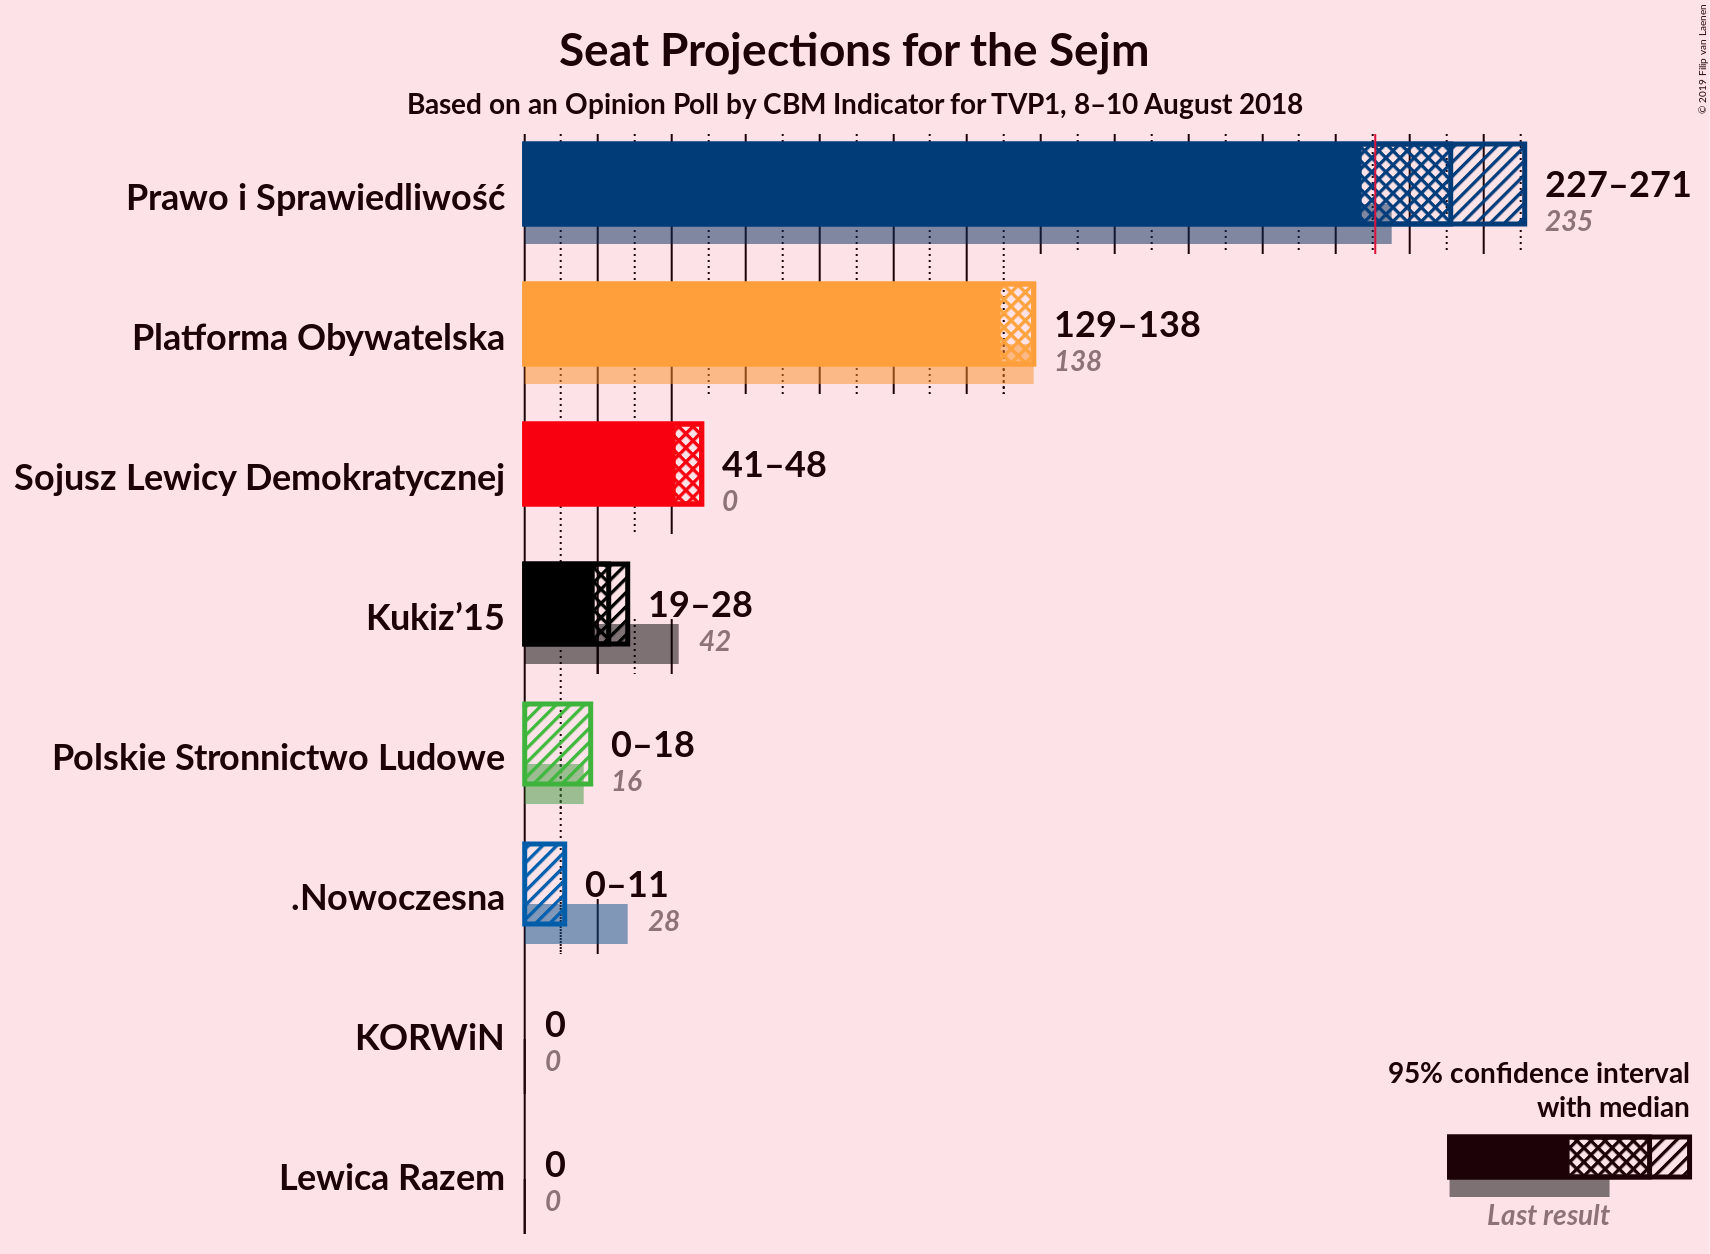 Seat Projections for the Sejm
Based on an Opinion Poll by CBM Indicator for TVP1, 8–10 August 2018
© 2019 Filip van Laenen
Prawo i Sprawiedliwość
227–271
235
Platforma Obywatelska
129–138
138
Sojusz Lewicy Demokratycznej
41–48
0
Kukiz’15
19–28
42
Polskie Stronnictwo Ludowe
0–18
16
.Nowoczesna
0–11
28
KORWiN
0
0
Lewica Razem
0
0
95% confidence interval
with median
Last result